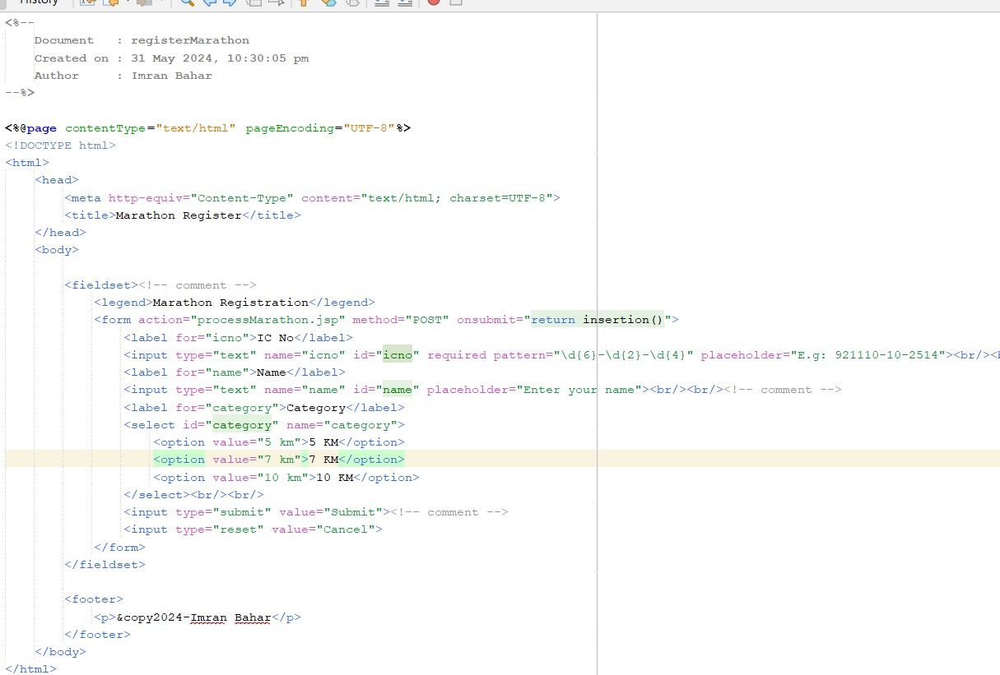 History
<%--
    Document   : registerMarathon
    Created on : 31 May 2024, 10:30:05 pm
    Author     : Imran Bahar
--%>
<%@page contentType="text/html" pageEncoding="UTF-8"%>
<!DOCTYPE html>
<html>
    <head>
        <meta http-equiv="Content-Type" content="text/html; charset=UTF-8">
        <title>Marathon Register</title>
    </head>
    <body>
        <fieldset><!-- comment -->
            <legend>Marathon Registration</legend>
            <form action="processMarathon.jsp" method="POST" onsubmit="return insertion()">
                <label for="icno">IC No</label>
                <input type="text" name="icno" id="icno" required pattern="\d{6}-\d{2}-\d{4}" placeholder="E.g: 921110-10-2514"><br/><b
                <label for="name">Name</label>
                <input type="text" name="name" id="name" placeholder="Enter your name"><br/><br/><!-- comment -->
                <label for="category">Category</label>
                <select id="category" name="category">
                    <option value="5 km">5 KM</option>
                    <option value="7 km">7 KM</option>
                    <option value="10 km">10 KM</option>
                </select><br/><br/>
                <input type="submit" value="Submit"><!-- comment -->
                <input type="reset" value="Cancel">
            </form>
        </fieldset>
        <footer>
            <p>&copy2024-Imran Bahar</p>
        </footer>
    </body>
</html>